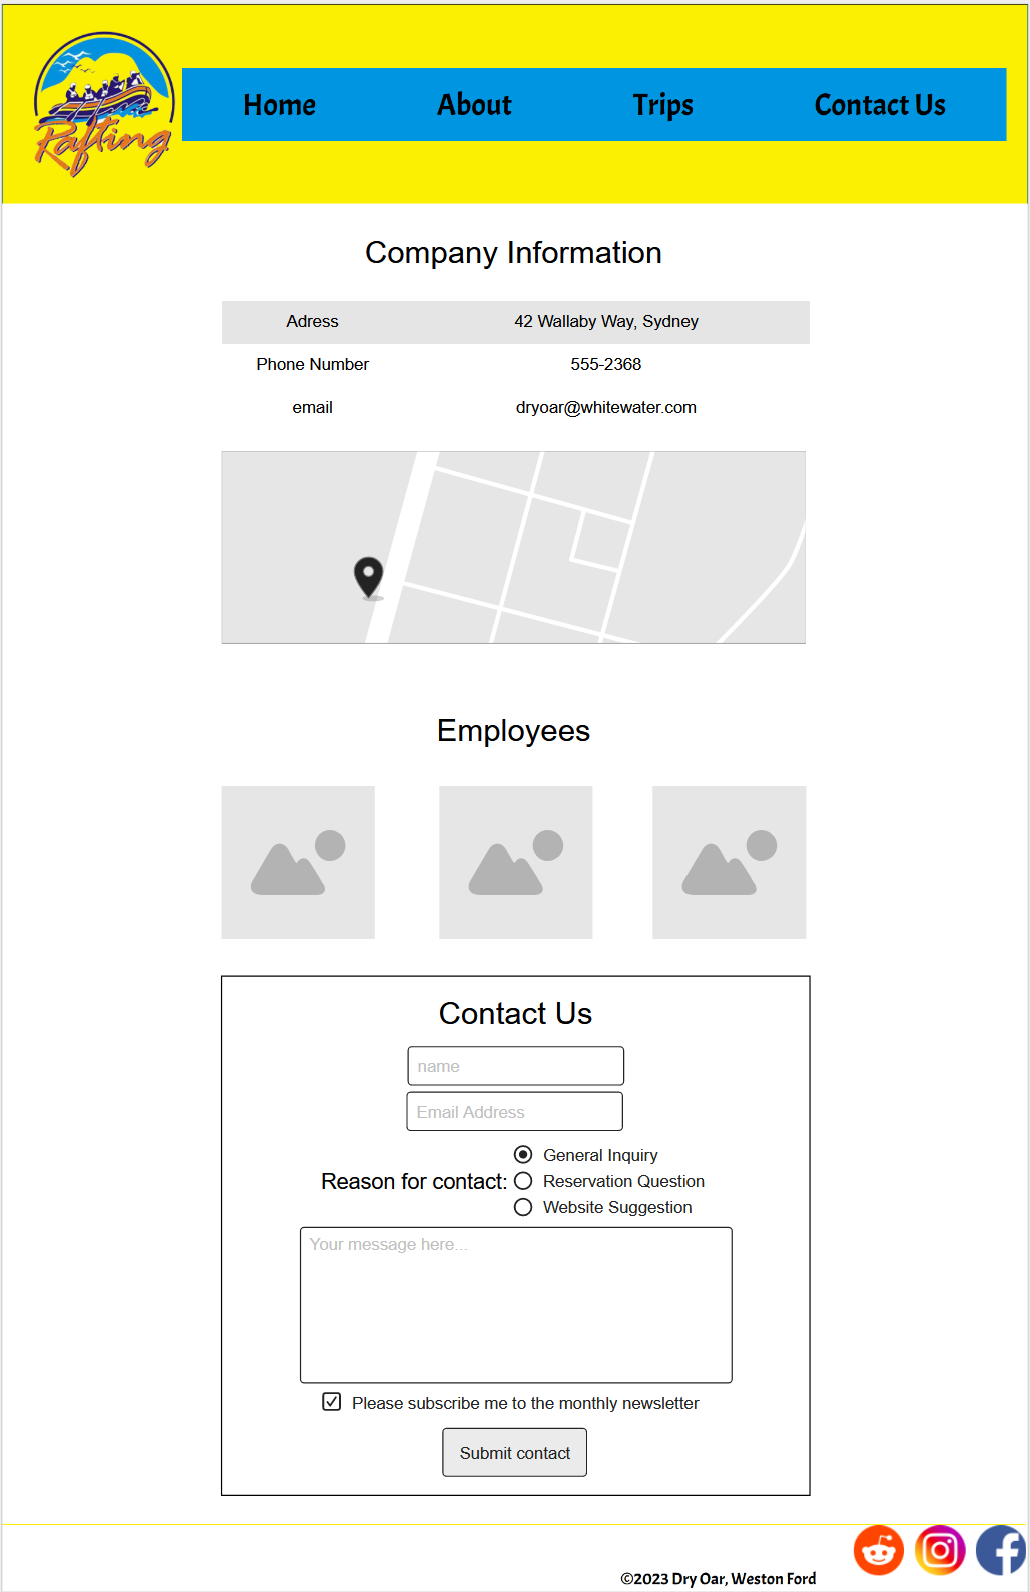 Rafting
Home About Trips Contact Us
Company Information
Adress 42 Wallaby Way, Sydney
Phone Number 555-2368
email dryoar@whitewater.com
Employees
Contact Us
name
Email Address
General Inquiry
Reason for contact: Reservation Question
Website Suggestion
Your message here...
Please subscribe me to the monthly newsletter
Submit contact
©2023 Dry Oar, Weston Ford